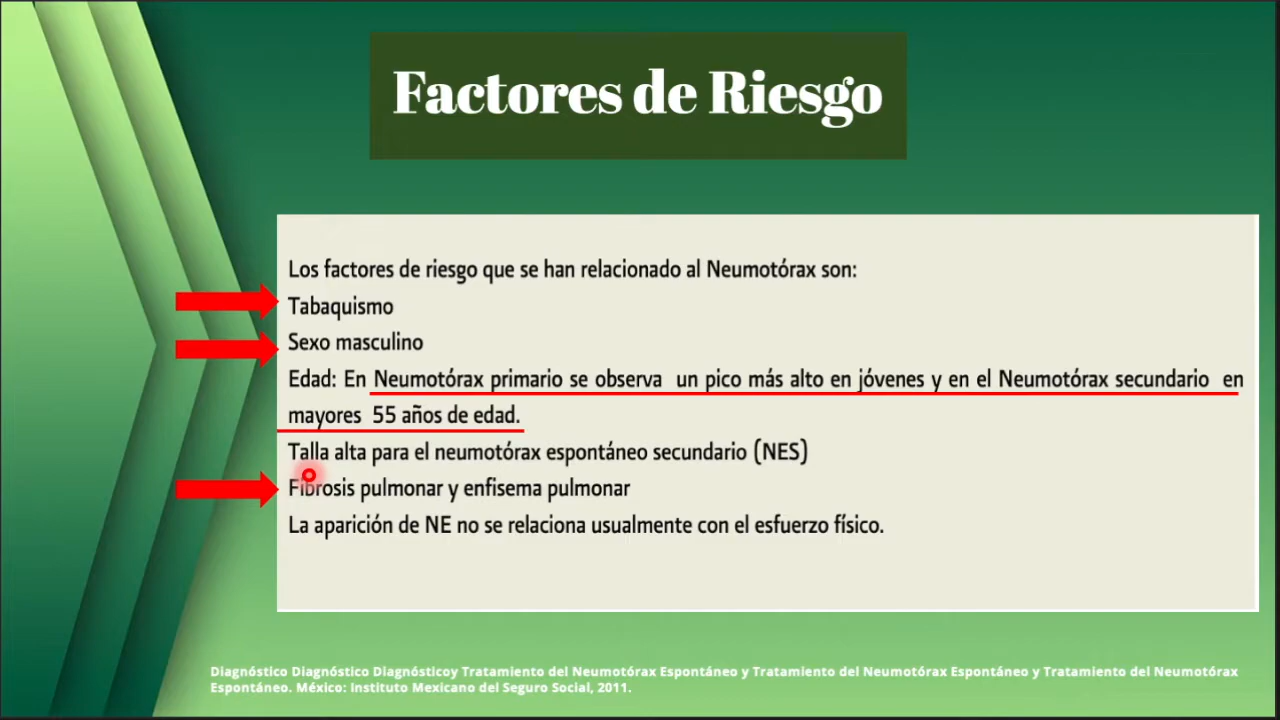 Factores de Riesgo
Los factores de riesgo que se han relacionado al Neumotórax son:
Tabaquismo
Sexo masculino
Edad: En Neumotórax primario se observa un pico más alto en jóvenes y en el Neumotórax secundario en
mayores 55 años de edad.
Talla alta para el neumotórax espontáneo secundario (NES)
Fibrosis pulmonar y enfisema pulmonar
La aparición de NE no se relaciona usualmente con el esfuerzo físico.
Diagnóstico Diagnóstico Diagnósticoy Tratamiento del Neumotórax Espontáneo y Tratamiento del Neumotórax Espontáneo y Tratamiento del Neumotórax
Espontáneo. México: Instituto Mexicano del Seguro Social, 2011.